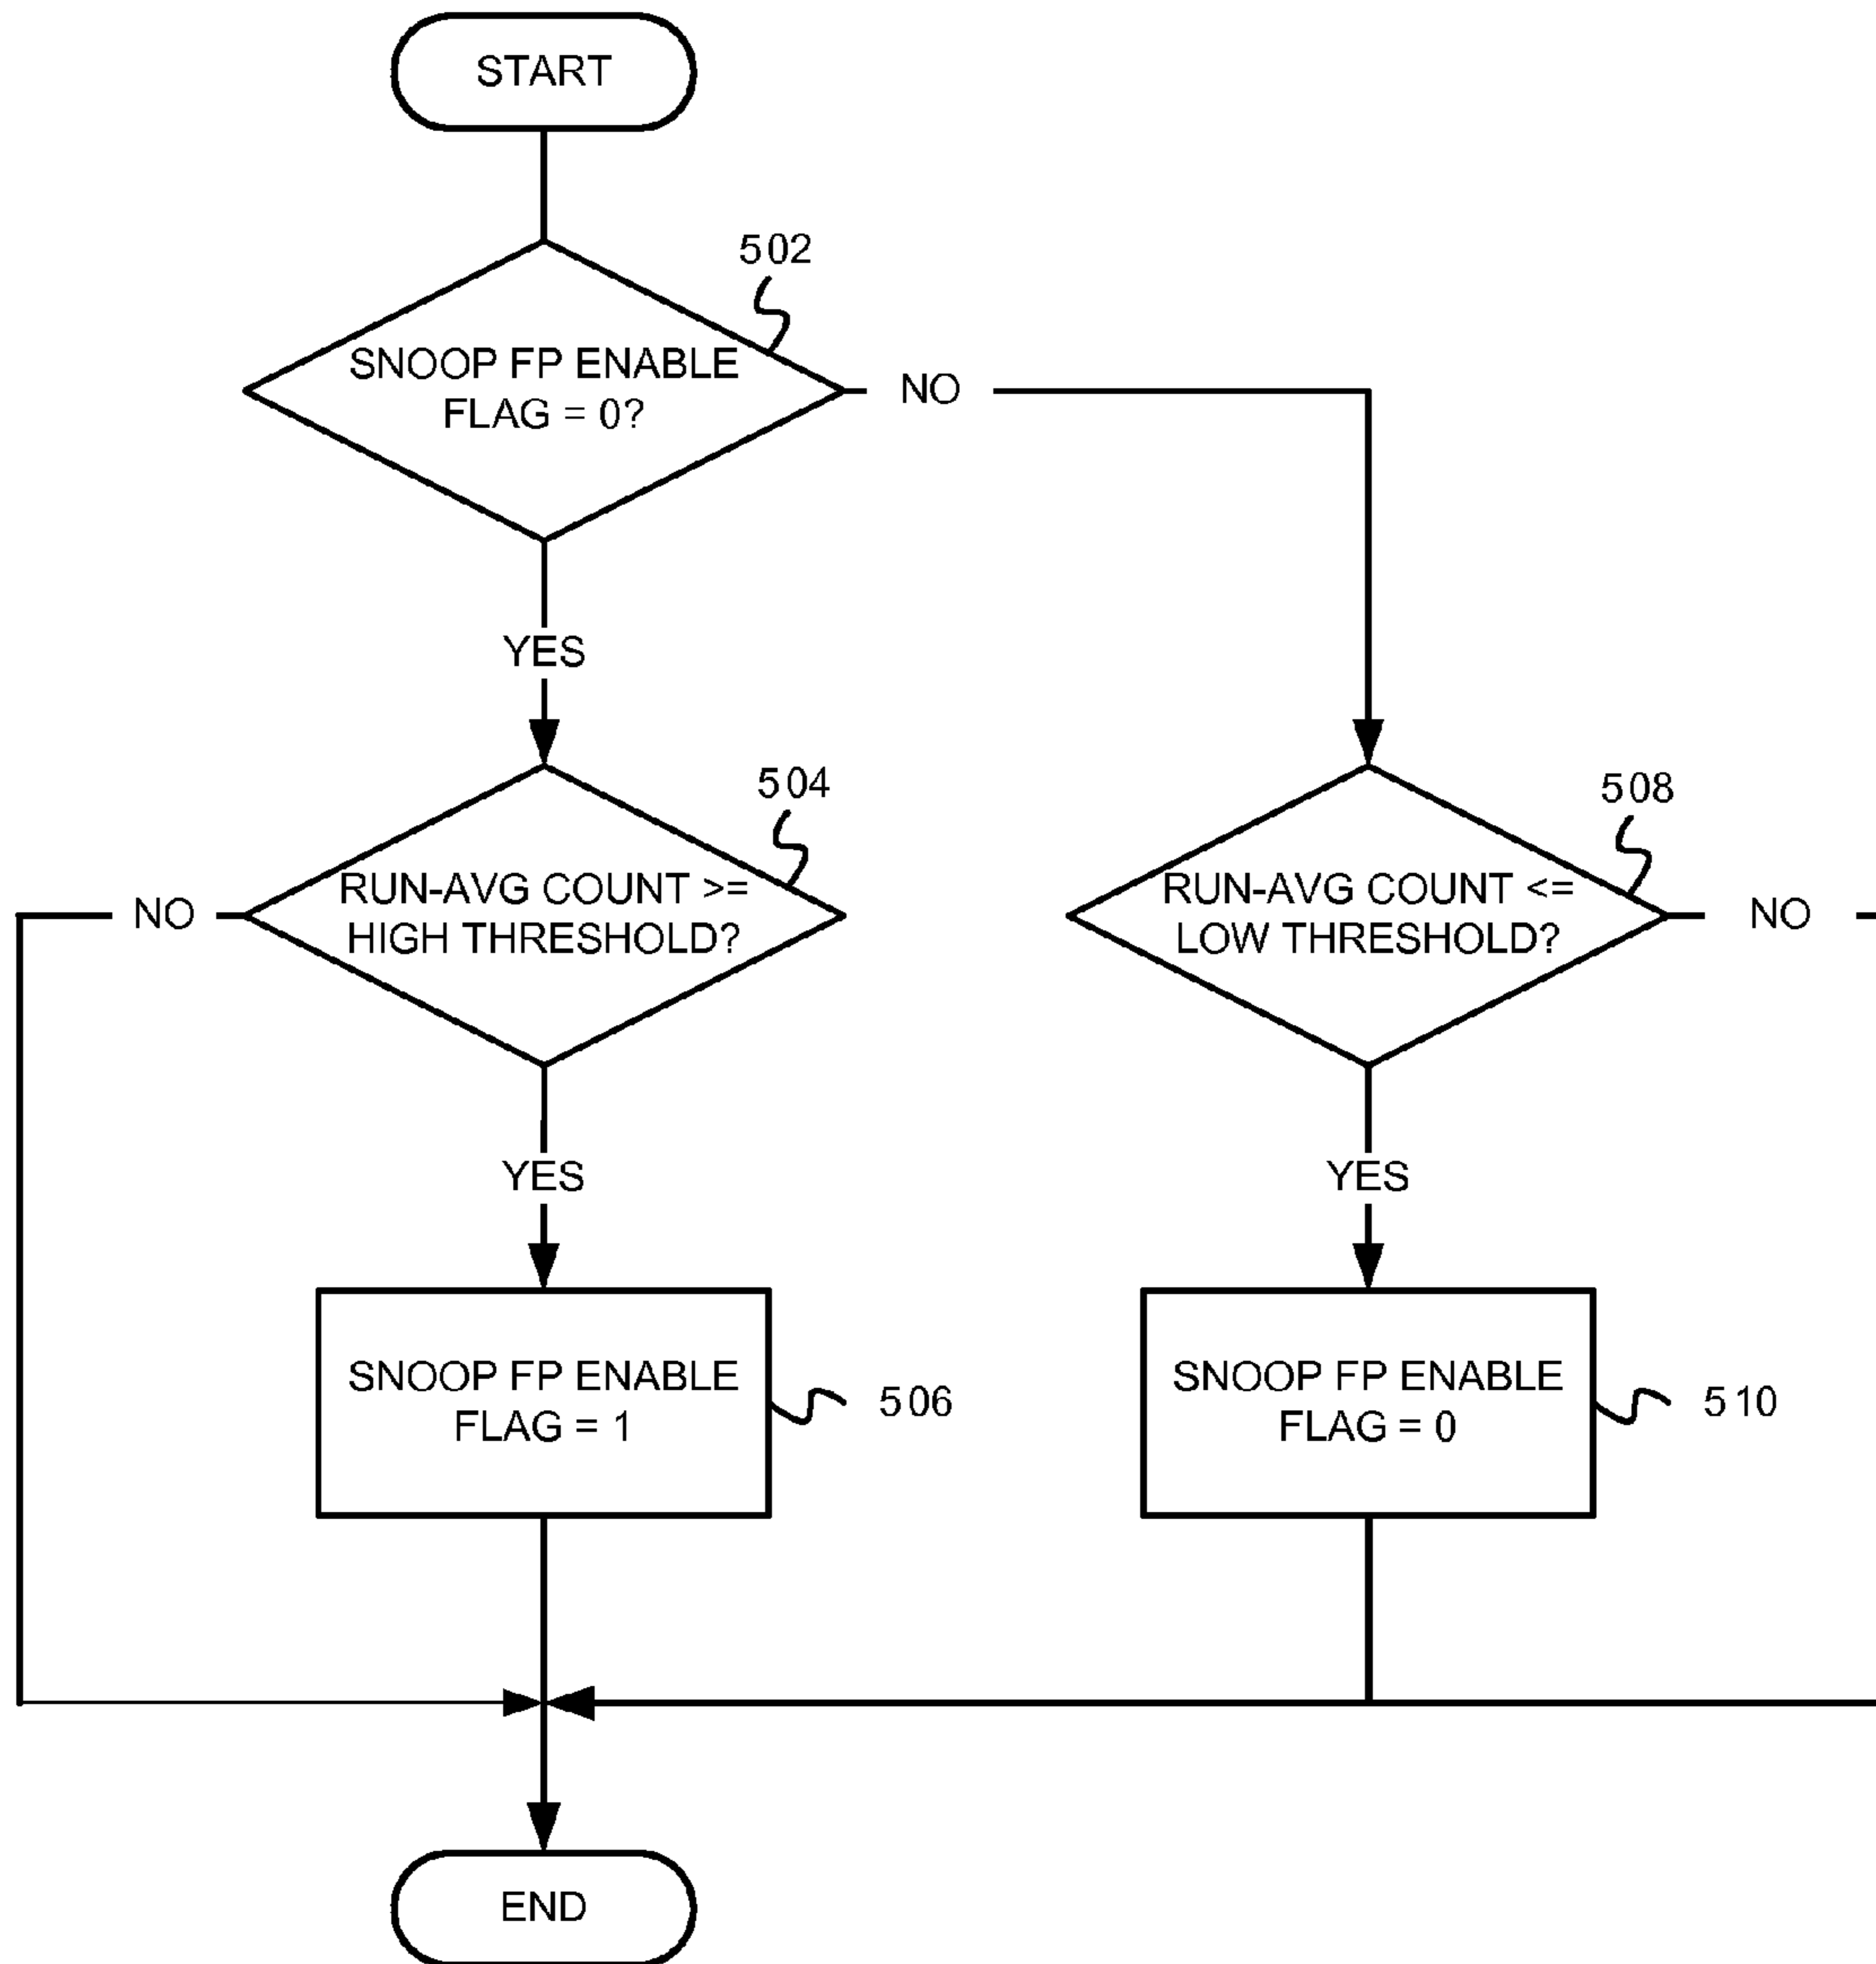 START
502
SNOOP FP ENABLE
FLAG = 0?
NO
YES
504
RUN-AVG COUNT >=
HIGH THRESHOLD?
NO
508
RUN-AVG COUNT <=
LOW THRESHOLD?
NO
YES
YES
SNOOP FP ENABLE
FLAG = 1
506
SNOOP FP ENABLE
FLAG = 0
510
END